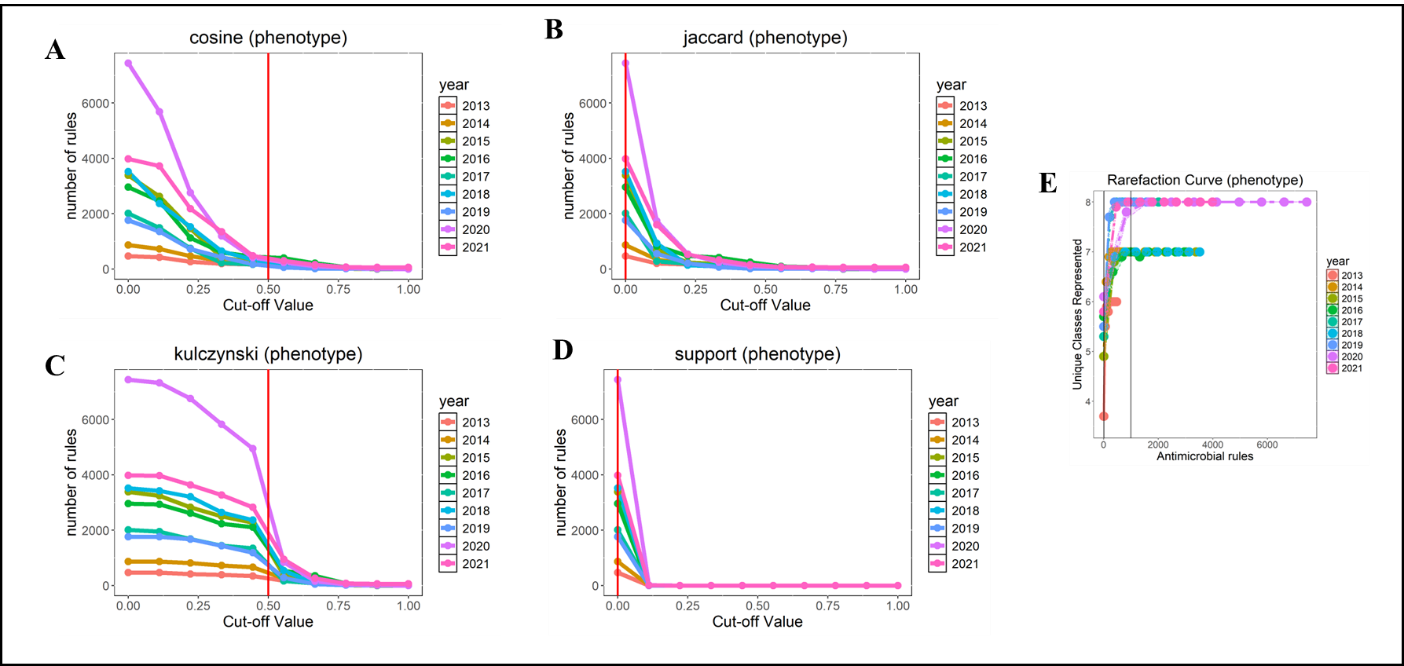 A
cosine (phenotype)
number of rules
6000
4000
2000
0
0.00 0.25 0.50 0.75 1.00
Cut-off Value
year
2013
2014
2015
2016
2017
2018
2019
2020
2021
B
jaccard (phenotype)
number of rules
6000
4000
2000
0
0.00 0.25 0.50 0.75 1.00
Cut-off Value
year
2013
2014
2015
2016
2017
2018
2019
2020
2021
C
kulczynski (phenotype)
number of rules
6000
4000
2000
0
0.00 0.25 0.50 0.75 1.00
Cut-off Value
year
2013
2014
2015
2016
2017
2018
2019
2020
2021
D
support (phenotype)
number of rules
6000
4000
2000
0
0.00 0.25 0.50 0.75 1.00
Cut-off Value
year
2013
2014
2015
2016
2017
2018
2019
2020
2021
E
Rarefaction Curve (phenotype)
Unique Classes Represented
8
7
6
5
4
0 2000 4000 6000
Antimicrobial rules
year
2013
2014
2015
2016
2017
2018
2019
2020
2021